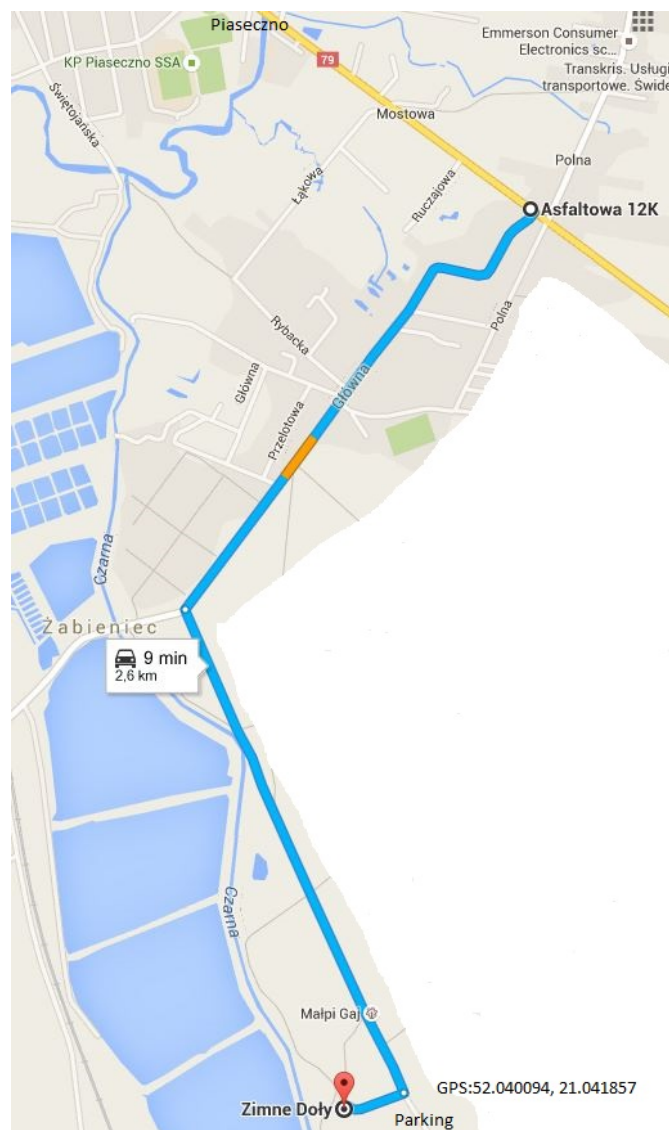 Piaseczno
Emmerson Consumer
Electronics sc...
KP Piaseczno SSA
79
Transkris. Usługi
transportowe. Świde
Świętojańska
Mostowa
Polna
Łąkowa
Ruczajowa
Asfaltowa 12K
Polna
Rybacka
Główna
Główna
Przelotowa
Czarna
Żabieniec
9 min
2,6 km
Czarna
Małpi Gaj
GPS:52.040094, 21.041857
Zimne Doły
Parking